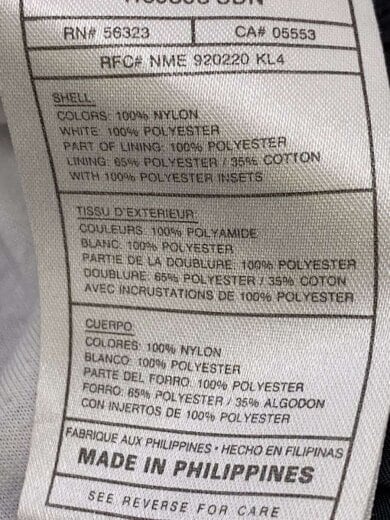 RN# 56323 CA# 05553
RFC# NME 920220 KL4
SHELL:
COLORS: 100% NYLON
WHITE: 100% POLYESTER
PART OF LINING: 100% POLYESTER
LINING: 65% POLYESTER / 35% COTTON
WITH 100% POLYESTER INSETS
TISSU D'EXTERIEUR:
COULEURS: 100% POLYAMIDE
BLANC: 100% POLYESTER
PARTIE DE LA DOUBLURE: 100% POLYESTER
DOUBLURE: 65% POLYESTER / 35% COTON
AVEC INCRUSTATIONS DE 100% POLYESTER
CUERPO:
COLORES: 100% NYLON
BLANCO: 100% POLYESTER
PARTE DEL FORRO: 100% POLYESTER
FORRO: 65% POLYESTER / 35% ALGODON
CON INJERTOS DE 100% POLYESTER
FABRIQUE AUX PHILIPPINES • HECHO EN FILIPINAS
MADE IN PHILIPPINES
SEE REVERSE FOR CARE